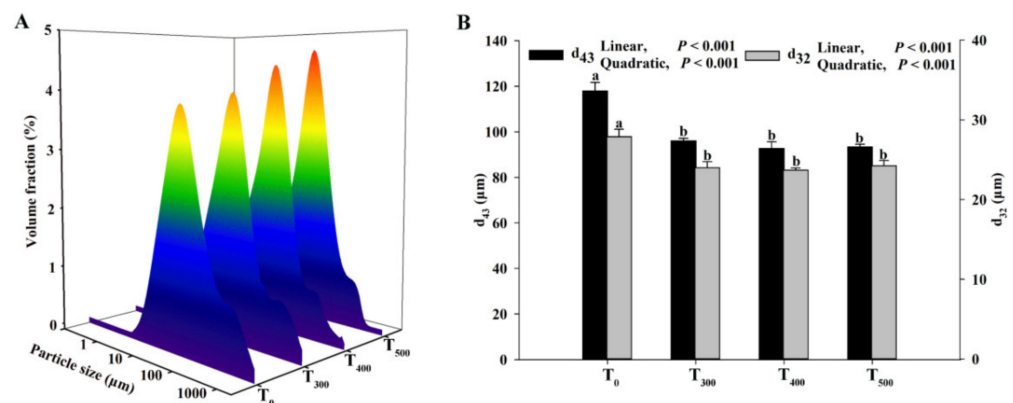 A
5
4
3
2
1
0
Volume fraction (%)
1
10
100
1000
Particle size (µm)
T0
T300
T400
T500
B
140
120
100
80
60
40
20
0
d43 (µm)
d43 Linear, P < 0.001
Quadratic, P < 0.001
d32 Linear, P < 0.001
Quadratic, P < 0.001
a
a
b
b
b
b
b
b
T0
T300
T400
T500
40
30
20
10
0
d32 (µm)